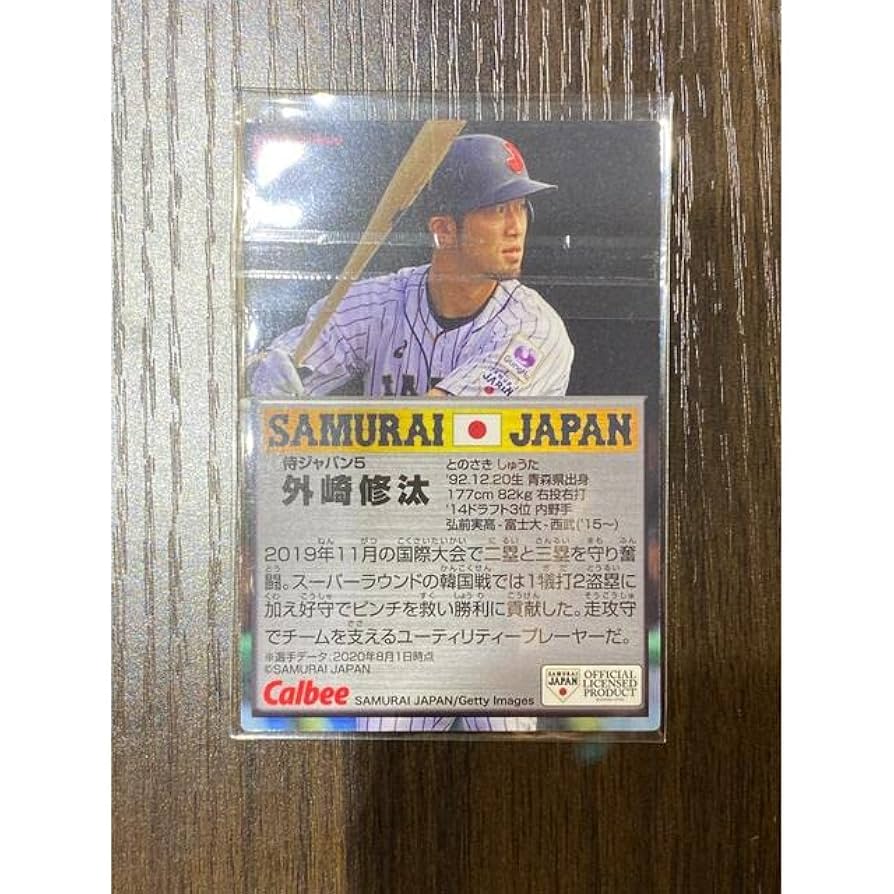 GungHo
JAPAN
SAMURAI JAPAN
侍ジャパン5
外崎修汰
とのさき しゅうた
'92.12.20生 青森県出身
177cm 82kg 右投右打
'14ドラフト3位 内野手
弘前実高-富士大-西武('15〜)
2019年11月の国際大会で二塁と三塁を守り奮
闘。スーパーラウンドの韓国戦では1犠打2盗塁に
加え好守でピンチを救い勝利に貢献した。走攻守
でチームを支えるユーティリティープレーヤーだ。
※選手データ、2020年8月1日時点
©SAMURAI JAPAN
Calbee
SAMURAI JAPAN/Getty Images
SAMURAI
JAPAN
OFFICIAL
LICENSED
PRODUCT